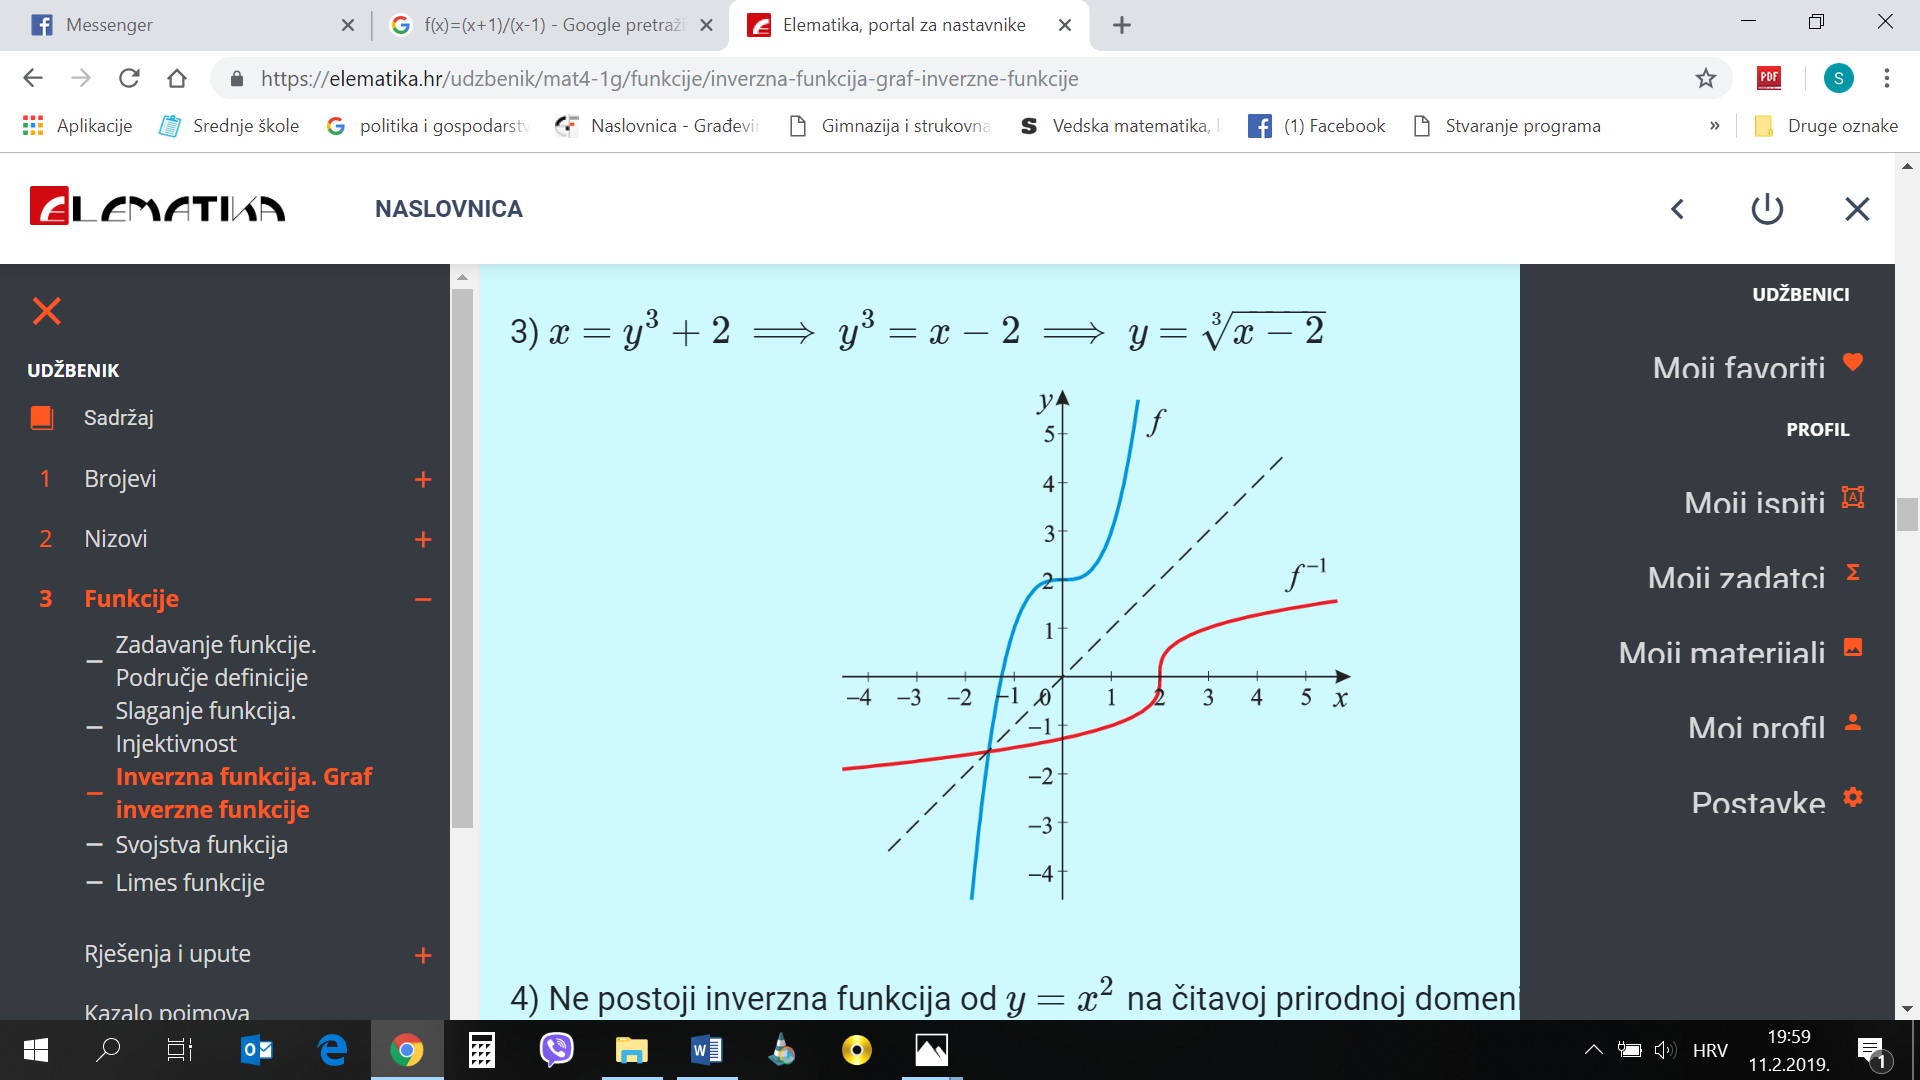 Messenger
f(x)=(x+1)/(x-1) - Google pretraži
Elematika, portal za nastavnike
https://elematika.hr/udzbenik/mat4-1g/funkcije/inverzna-funkcija-graf-inverzne-funkcije
PDF
S
Aplikacije
Srednje škole
politika i gospodarstv
Naslovnica - Građevin
Gimnazija i strukovna
Vedska matematika,
(1) Facebook
Stvaranje programa
»
Druge oznake
ELEMATIKA
NASLOVNICA
UDŽBENIK
Sadržaj
1 Brojevi +
2 Nizovi +
3 Funkcije −
Zadavanje funkcije.
Područje definicije
Slaganje funkcija.
Injektivnost
Inverzna funkcija. Graf
inverzne funkcije
Svojstva funkcija
Limes funkcije
Rješenja i upute +
Kazalo pojmova
3) x = y³ + 2 ⟹ y³ = x − 2 ⟹ y = ∛(x − 2)
y
f
5
4
3
2
1
f⁻¹
−4 −3 −2 −1 0 1 2 3 4 5 x
−1
−2
−3
−4
4) Ne postoji inverzna funkcija od y = x² na čitavoj prirodnoj domeni
UDŽBENICI
Moji favoriti
PROFIL
Moji ispiti
Moji zadatci
Moji materijali
Moj profil
Postavke
HRV
19:59
11.2.2019.
1